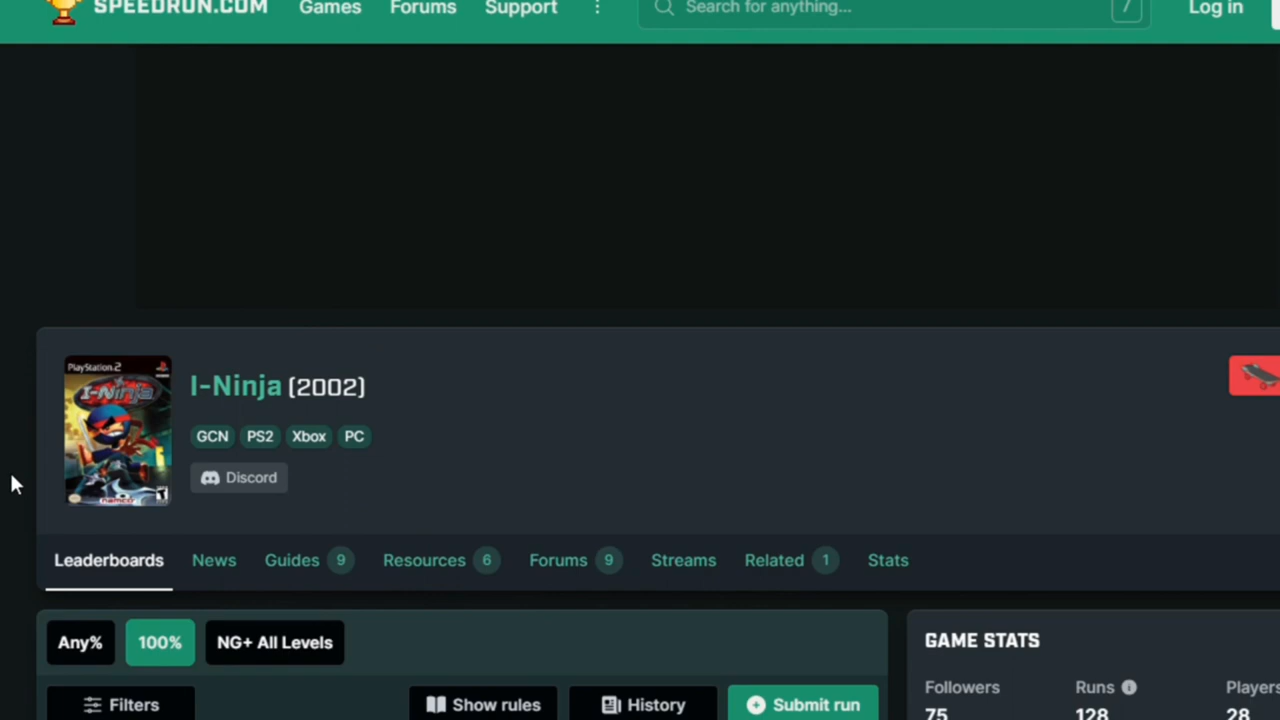 SPEEDRUN.COM Games Forums Support Search for anything... / Log in
PlayStation 2
I-Ninja
namco
T
I-Ninja (2002)
GCN PS2 Xbox PC
Discord
Leaderboards News Guides 9 Resources 6 Forums 9 Streams Related 1 Stats
Any% 100% NG+ All Levels
GAME STATS
Filters Show rules History Submit run
Followers Runs Players
75 128 28